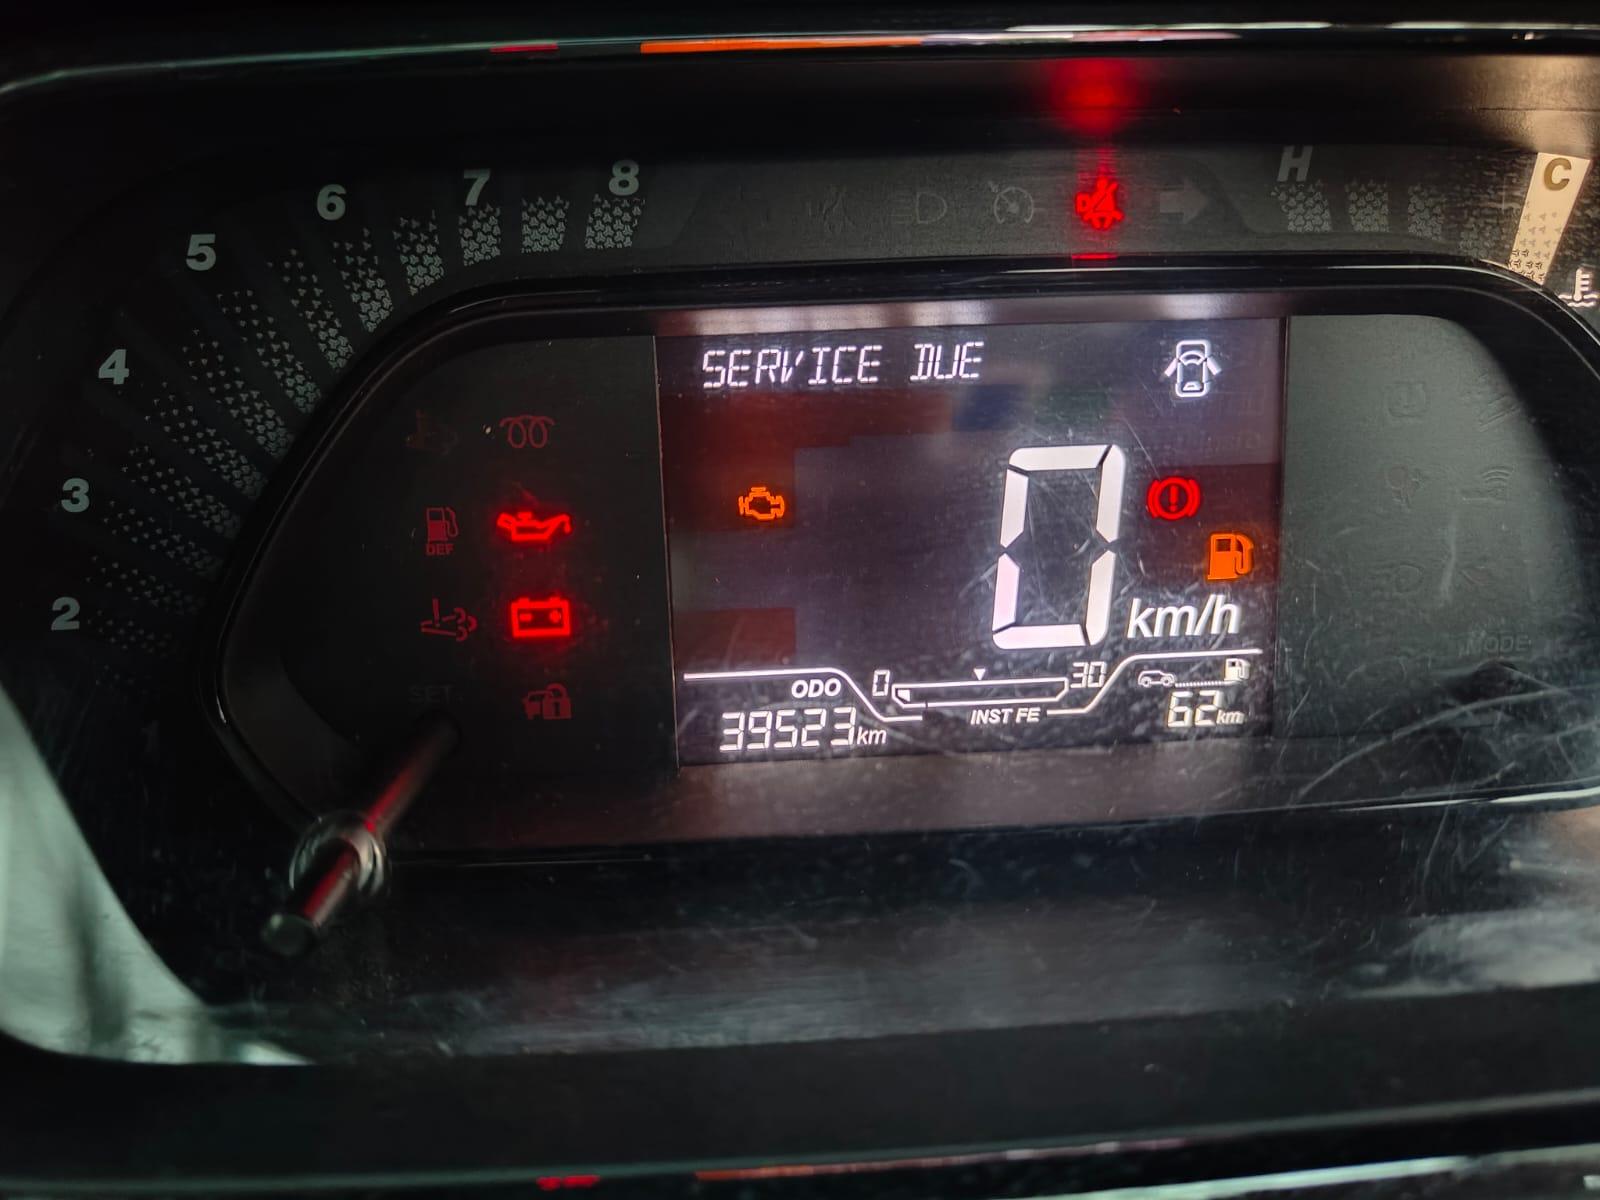 2
3
4
5
6
7
8
H
C
SERVICE DUE
DEF
0
km/h
SET
MODE
ODO
0
30
INST FE
39523km
62km